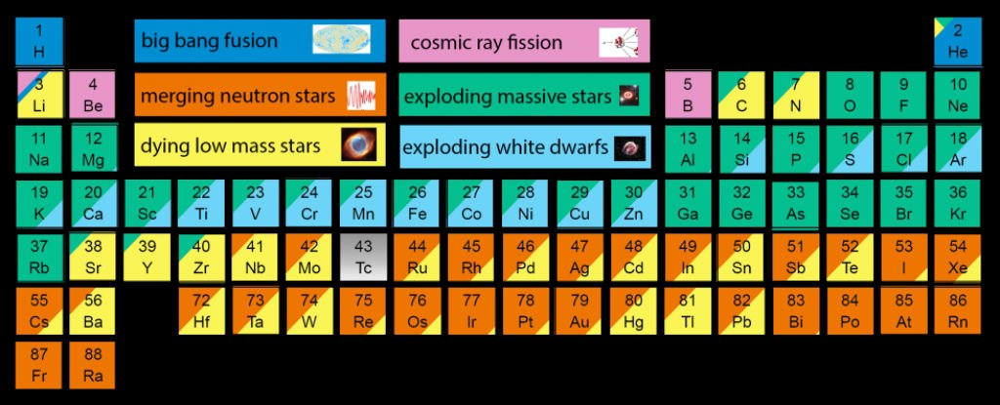 1 2
H big bang fusion cosmic ray fission He
3 4 5 6 7 8 9 10
Li Be merging neutron stars exploding massive stars B C N O F Ne
11 12 13 14 15 16 17 18
Na Mg dying low mass stars exploding white dwarfs Al Si P S Cl Ar
19 20 21 22 23 24 25 26 27 28 29 30 31 32 33 34 35 36
K Ca Sc Ti V Cr Mn Fe Co Ni Cu Zn Ga Ge As Se Br Kr
37 38 39 40 41 42 43 44 45 46 47 48 49 50 51 52 53 54
Rb Sr Y Zr Nb Mo Tc Ru Rh Pd Ag Cd In Sn Sb Te I Xe
55 56 72 73 74 75 76 77 78 79 80 81 82 83 84 85 86
Cs Ba Hf Ta W Re Os Ir Pt Au Hg Tl Pb Bi Po At Rn
87 88
Fr Ra